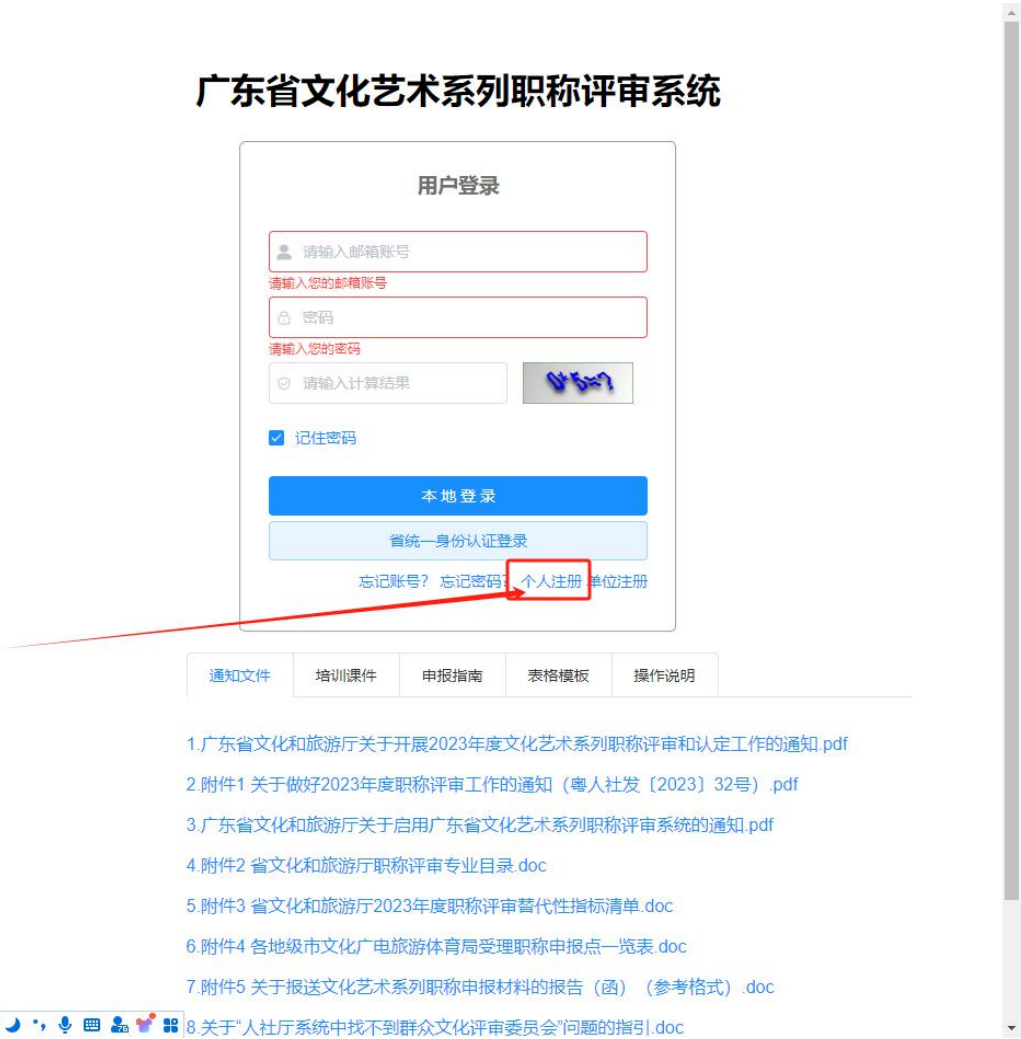 广东省文化艺术系列职称评审系统
用户登录
请输入邮箱账号
请输入您的邮箱账号
密码
请输入您的密码
请输入计算结果
0+5=?
记住密码
本地登录
省统一身份认证登录
忘记账号? 忘记密码? 个人注册 单位注册
通知文件 培训课件 申报指南 表格模板 操作说明
1.广东省文化和旅游厅关于开展2023年度文化艺术系列职称评审和认定工作的通知.pdf
2.附件1 关于做好2023年度职称评审工作的通知（粤人社发〔2023〕32号）.pdf
3.广东省文化和旅游厅关于启用广东省文化艺术系列职称评审系统的通知.pdf
4.附件2 省文化和旅游厅职称评审专业目录.doc
5.附件3 省文化和旅游厅2023年度职称评审替代性指标清单.doc
6.附件4 各地级市文化广电旅游体育局受理职称申报点一览表.doc
7.附件5 关于报送文化艺术系列职称申报材料的报告（函）（参考格式）.doc
8.关于“人社厅系统中找不到群众文化评审委员会”问题的指引.doc